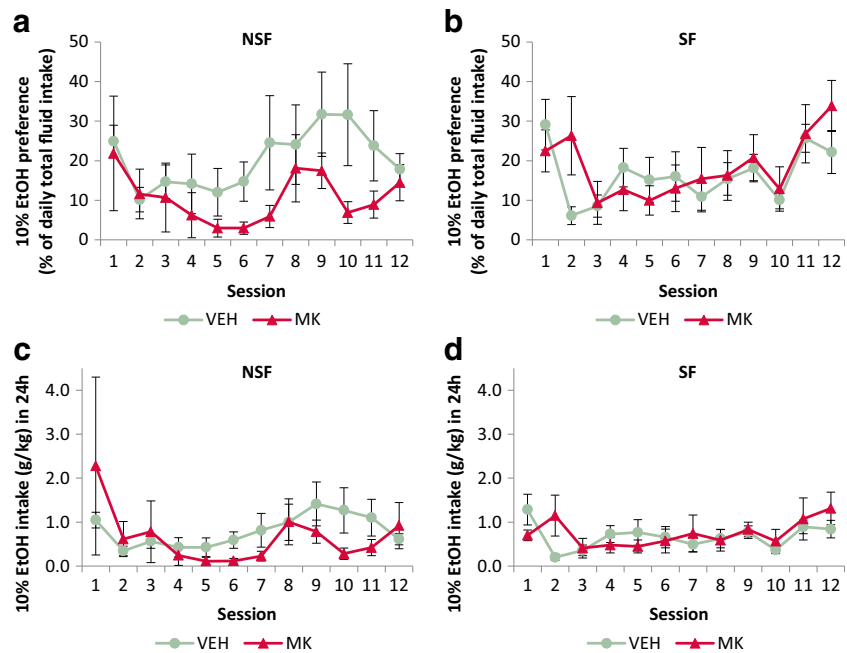 a
NSF
10% EtOH preference
(% of daily total fluid intake)
50
40
30
20
10
0
1 2 3 4 5 6 7 8 9 10 11 12
Session
VEH MK
b
SF
10% EtOH preference
(% of daily total fluid intake)
50
40
30
20
10
0
1 2 3 4 5 6 7 8 9 10 11 12
Session
VEH MK
c
NSF
10% EtOH intake (g/kg) in 24h
4.0
3.0
2.0
1.0
0.0
1 2 3 4 5 6 7 8 9 10 11 12
Session
VEH MK
d
SF
10% EtOH intake (g/kg) in 24h
4.0
3.0
2.0
1.0
0.0
1 2 3 4 5 6 7 8 9 10 11 12
Session
VEH MK